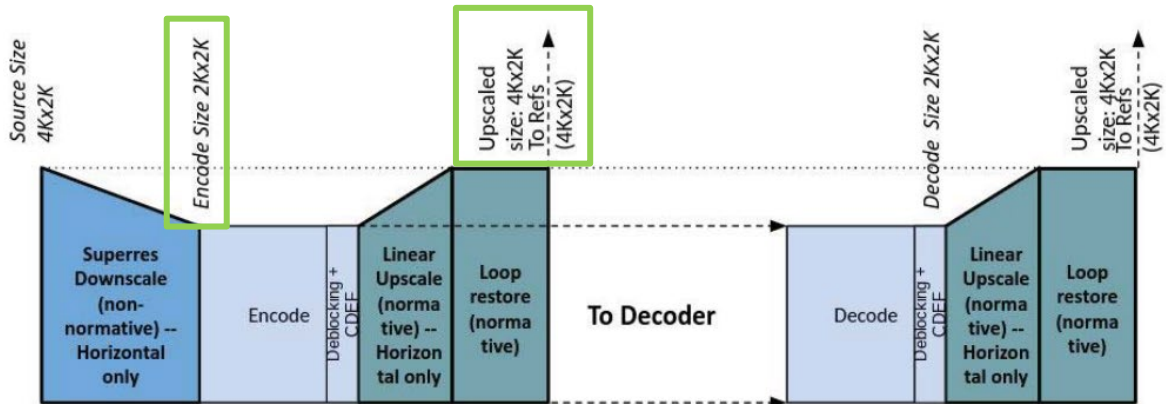 Source Size
4Kx2K
Encode Size 2Kx2K
Upscaled
size: 4Kx2K
To Refs
(4Kx2K)
Decode Size 2Kx2K
Upscaled
size: 4Kx2K
To Refs
(4Kx2K)
Superres
Downscale
(non-
normative) --
Horizontal
only
Encode
Deblocking +
CDEF
Linear
Upscale
(norma
tive) --
Horizon
tal only
Loop
restore
(norma
tive)
To Decoder
Decode
Deblocking +
CDEF
Linear
Upscale
(norma
tive) --
Horizon
tal only
Loop
restore
(norma
tive)